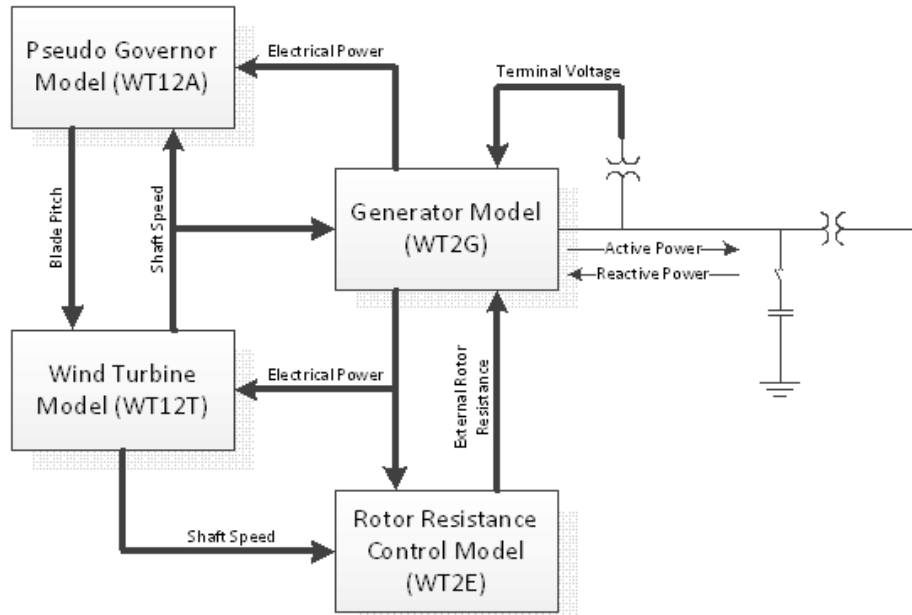 Pseudo Governor
Model (WT12A)
Electrical Power
Terminal Voltage
Blade Pitch
Shaft Speed
Generator Model
(WT2G)
Active Power
Reactive Power
Wind Turbine
Model (WT12T)
Electrical Power
External Rotor
Resistance
Shaft Speed
Rotor Resistance
Control Model
(WT2E)